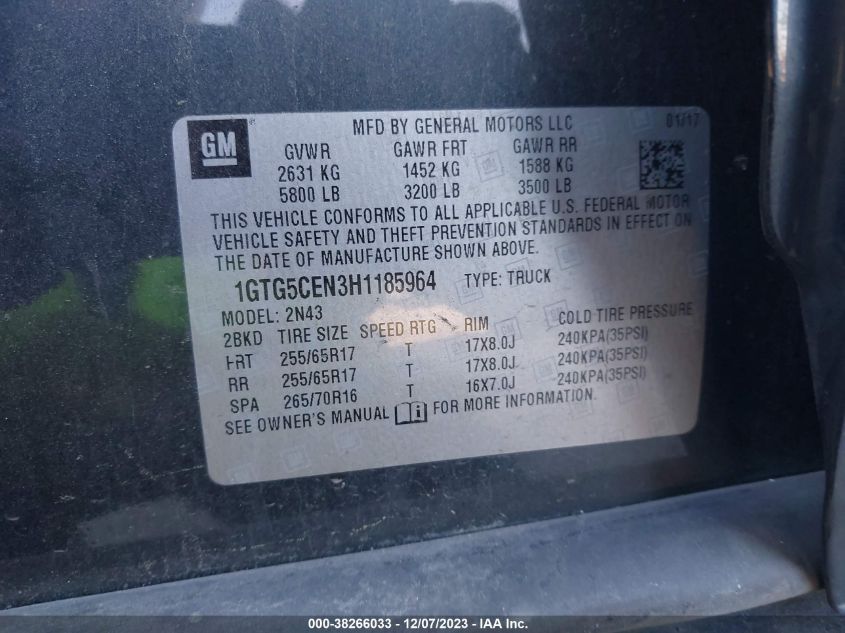 GM
MFD BY GENERAL MOTORS LLC 01/17
GVWR GAWR FRT GAWR RR
2631 KG 1452 KG 1588 KG
5800 LB 3200 LB 3500 LB
THIS VEHICLE CONFORMS TO ALL APPLICABLE U.S. FEDERAL MOTOR
VEHICLE SAFETY AND THEFT PREVENTION STANDARDS IN EFFECT ON
THE DATE OF MANUFACTURE SHOWN ABOVE.
1GTG5CEN3H1185964 TYPE: TRUCK
MODEL: 2N43
2BKD TIRE SIZE SPEED RTG RIM COLD TIRE PRESSURE
FRT 255/65R17 T 17X8.0J 240KPA(35PSI)
RR 255/65R17 T 17X8.0J 240KPA(35PSI)
SPA 265/70R16 T 16X7.0J 240KPA(35PSI)
SEE OWNER'S MANUAL FOR MORE INFORMATION.
000-38266033 - 12/07/2023 - IAA Inc.